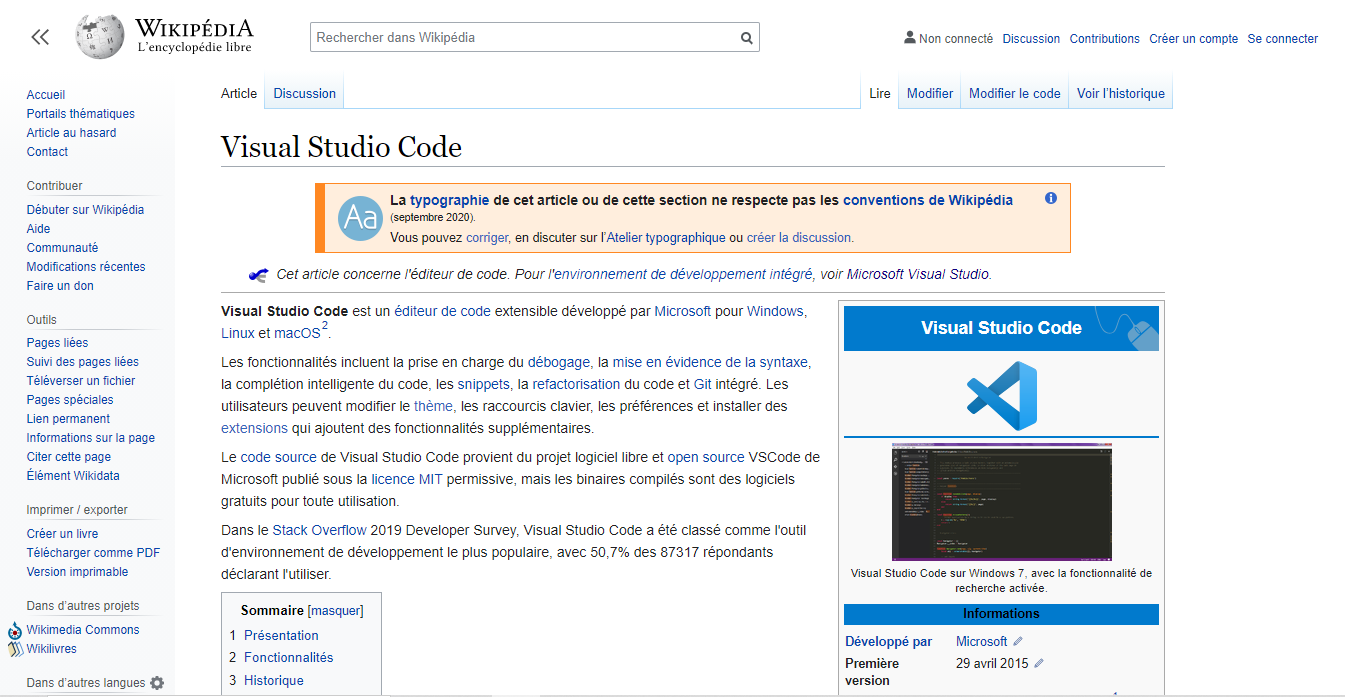 WIKIPÉDIA
L'encyclopédie libre
Rechercher dans Wikipédia
Non connecté Discussion Contributions Créer un compte Se connecter
Accueil
Portails thématiques
Article au hasard
Contact
Contribuer
Débuter sur Wikipédia
Aide
Communauté
Modifications récentes
Faire un don
Outils
Pages liées
Suivi des pages liées
Téléverser un fichier
Pages spéciales
Lien permanent
Informations sur la page
Citer cette page
Élément Wikidata
Imprimer / exporter
Créer un livre
Télécharger comme PDF
Version imprimable
Dans d'autres projets
Wikimedia Commons
Wikilivres
Dans d'autres langues
Article Discussion Lire Modifier Modifier le code Voir l'historique
Visual Studio Code
Aa
La typographie de cet article ou de cette section ne respecte pas les conventions de Wikipédia
(septembre 2020).
Vous pouvez corriger, en discuter sur l'Atelier typographique ou créer la discussion.
Cet article concerne l'éditeur de code. Pour l'environnement de développement intégré, voir Microsoft Visual Studio.
Visual Studio Code est un éditeur de code extensible développé par Microsoft pour Windows,
Linux et macOS2.
Les fonctionnalités incluent la prise en charge du débogage, la mise en évidence de la syntaxe,
la complétion intelligente du code, les snippets, la refactorisation du code et Git intégré. Les
utilisateurs peuvent modifier le thème, les raccourcis clavier, les préférences et installer des
extensions qui ajoutent des fonctionnalités supplémentaires.
Le code source de Visual Studio Code provient du projet logiciel libre et open source VSCode de
Microsoft publié sous la licence MIT permissive, mais les binaires compilés sont des logiciels
gratuits pour toute utilisation.
Dans le Stack Overflow 2019 Developer Survey, Visual Studio Code a été classé comme l'outil
d'environnement de développement le plus populaire, avec 50,7% des 87317 répondants
déclarant l'utiliser.
Sommaire [masquer]
1 Présentation
2 Fonctionnalités
3 Historique
Visual Studio Code
Visual Studio Code sur Windows 7, avec la fonctionnalité de
recherche activée.
Informations
Développé par Microsoft
Première 29 avril 2015
version